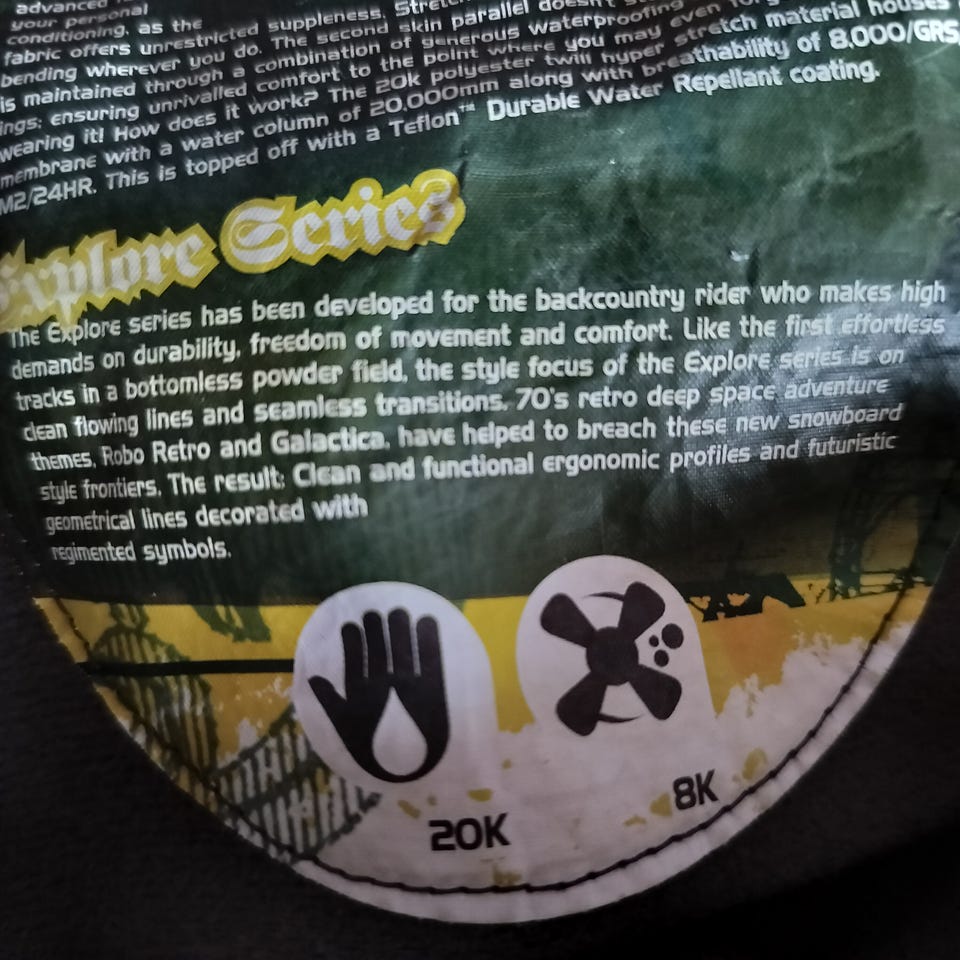 advanced
your personal
conditioning, as the
fabric offers unrestricted suppleness. Stretc
bending wherever you do. The second skin parallel doesn't
is maintained through a combination of generous waterproofing
ings; ensuring unrivalled comfort to the point where you may even
wearing it! How does it work? The 20k polyester twill hyper stretch material houses
membrane with a water column of 20,000mm along with breathability of 8.000/GRS
M2/24HR. This is topped off with a Teflon™ Durable Water Repellant coating.
Explore Series
The Explore series has been developed for the backcountry rider who makes high
demands on durability, freedom of movement and comfort. Like the first effortless
tracks in a bottomless powder field, the style focus of the Explore series is on
clean flowing lines and seamless transitions. 70's retro deep space adventure
themes, Robo Retro and Galactica, have helped to breach these new snowboard
style frontiers. The result: Clean and functional ergonomic profiles and futuristic
geometrical lines decorated with
regimented symbols.
20K
8K